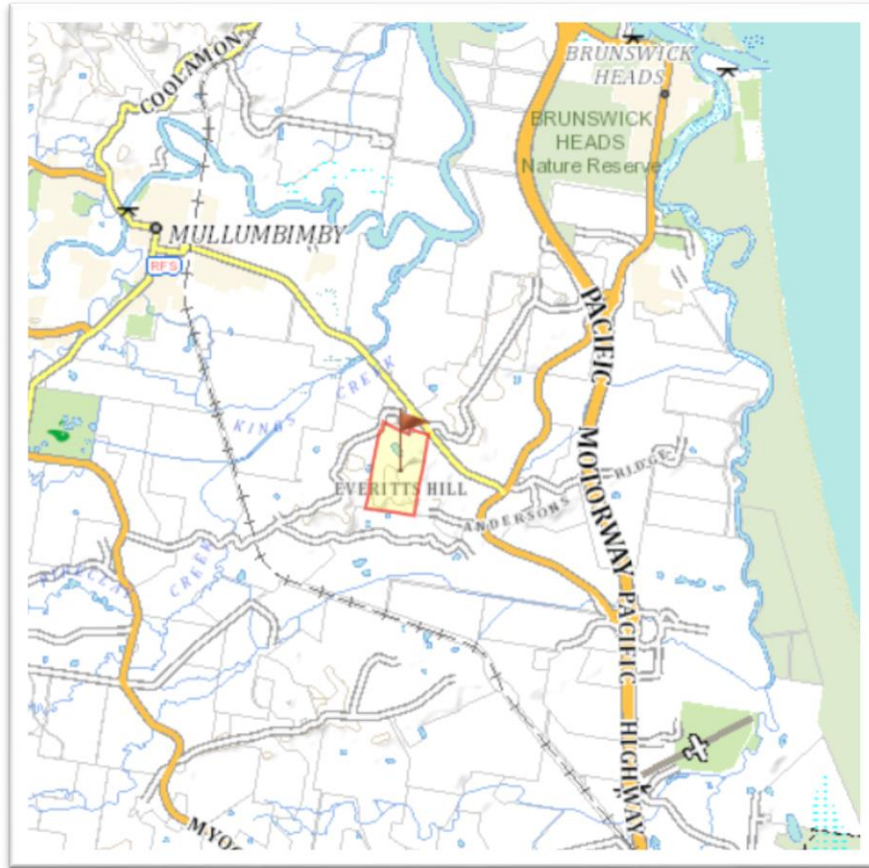 COOLAMON
BRUNSWICK
HEADS
BRUNSWICK
HEADS
Nature Reserve
MULLUMBIMBY
RFS
PACIFIC
MOTORWAY
KINGS CREEK
EVERITTS HILL
ANDERSONS RIDGE
CREEK
PACIFIC
HIGHWAY